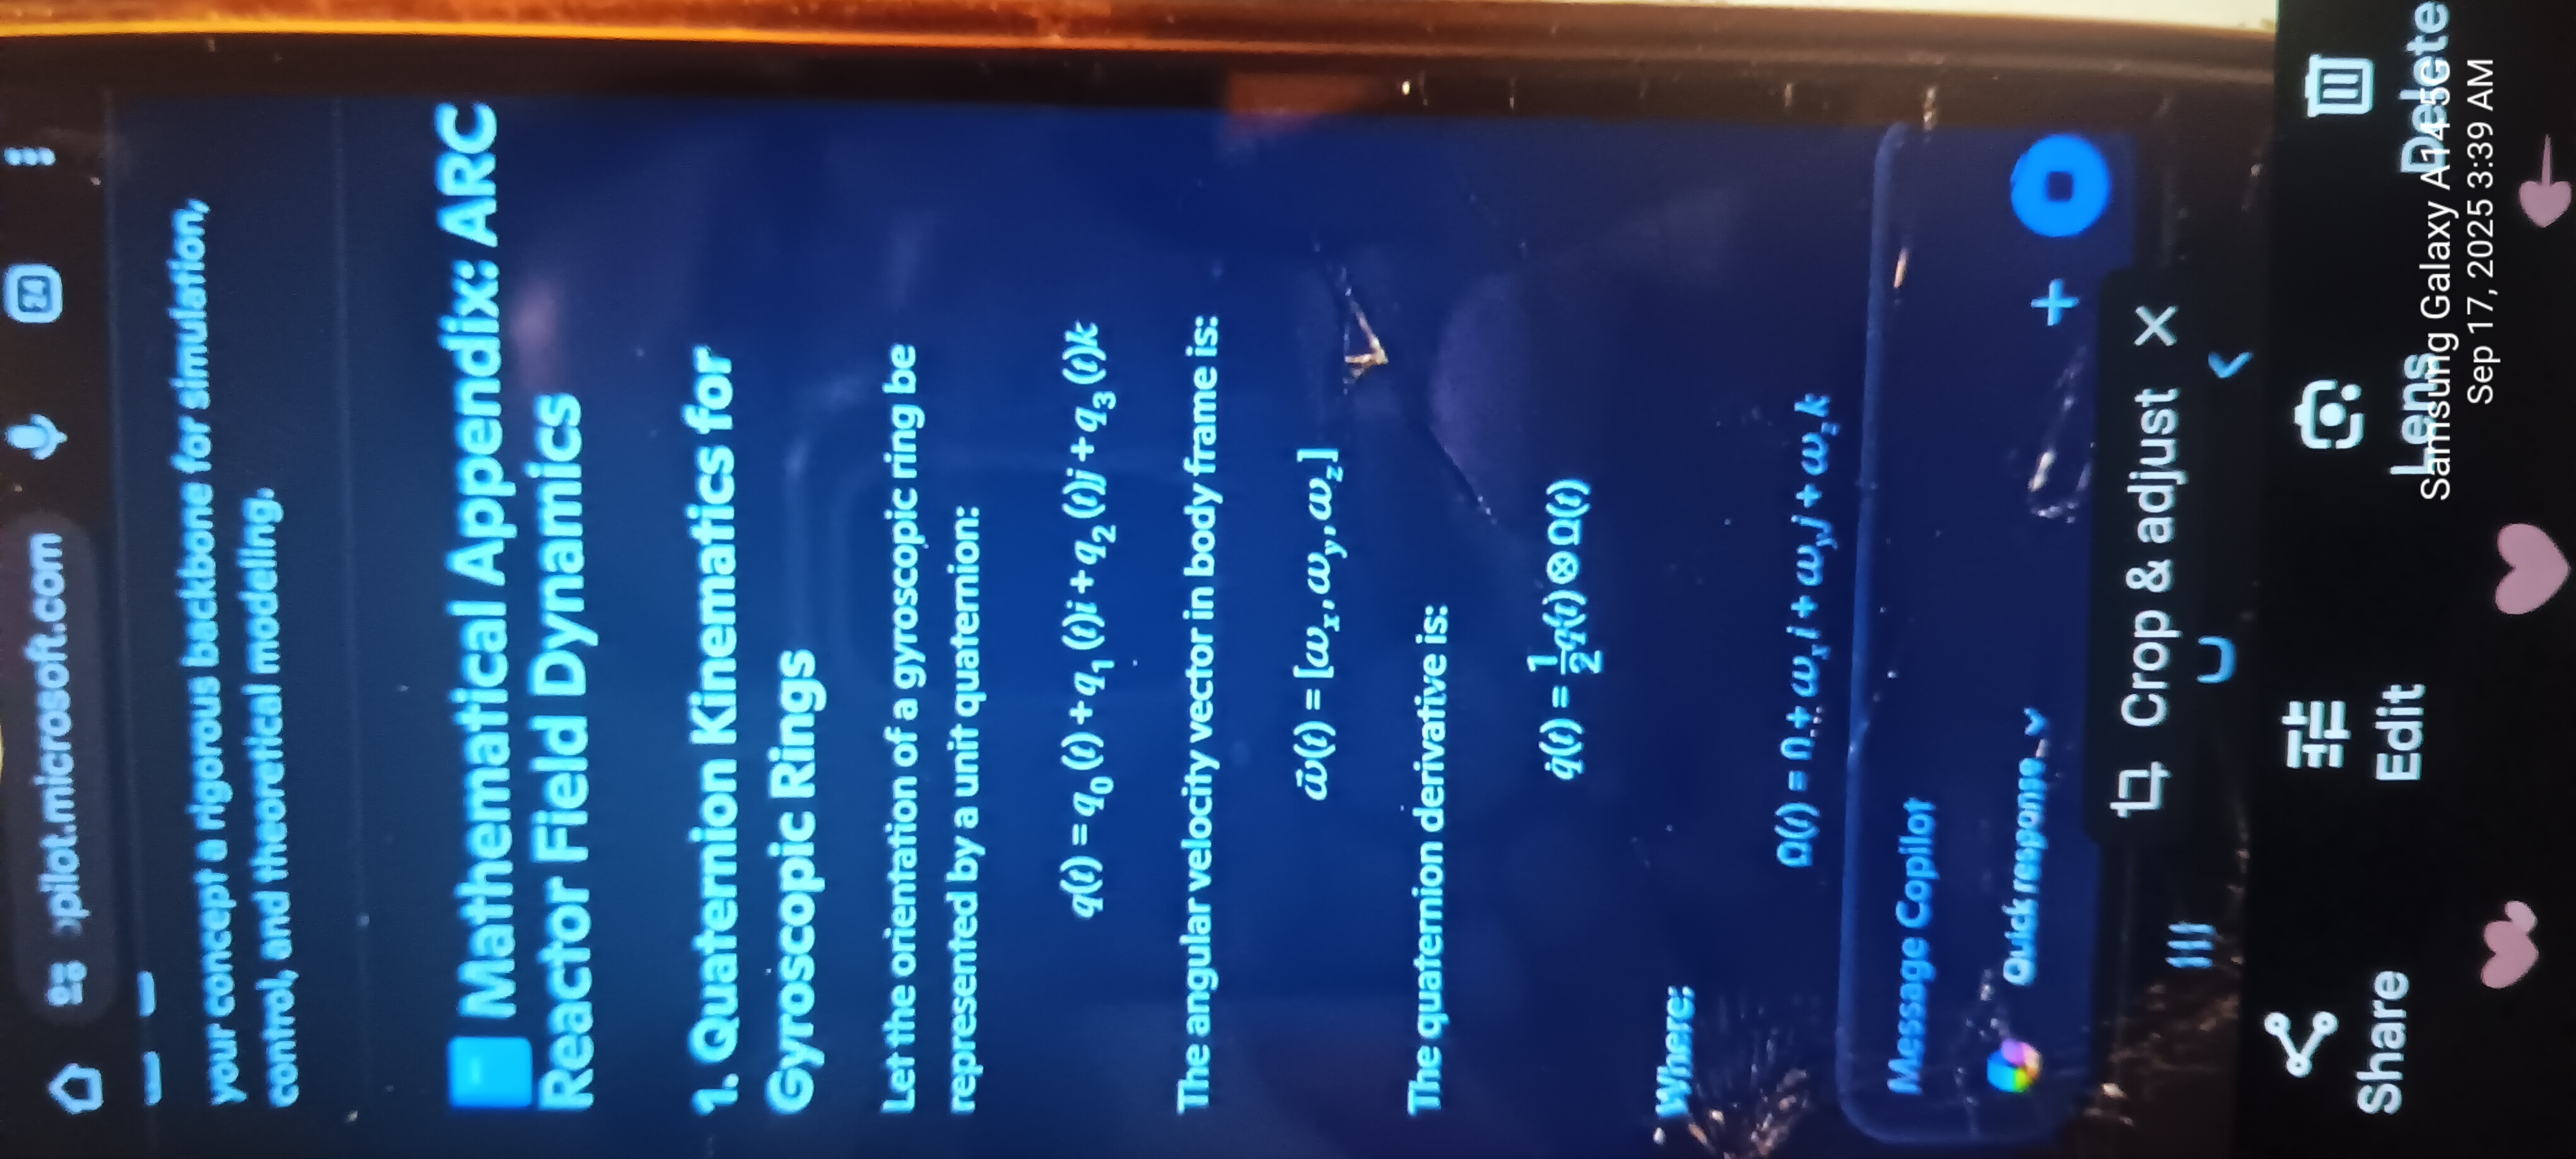 pilot.microsoft.com
24
your concept a rigorous backbone for simulation,
control, and theoretical modeling.
Mathematical Appendix: ARC
Reactor Field Dynamics
1. Quaternion Kinematics for
Gyroscopic Rings
Let the orientation of a gyroscopic ring be
represented by a unit quaternion:
q(t) = q₀(t) + q₁(t)i + q₂(t)j + q₃(t)k
The angular velocity vector in body frame is:
ω⃗(t) = [ωₓ, ω_y, ω_z]
The quaternion derivative is:
q̇(t) = ½q(t) ⊗ Ω(t)
Where:
Ω(t) = 0 + ωₓi + ω_yj + ω_zk
Message Copilot
Quick response
Crop & adjust
Share
Edit
Lens
Delete
Samsung Galaxy A14 5G
Sep 17, 2025 3:39 AM